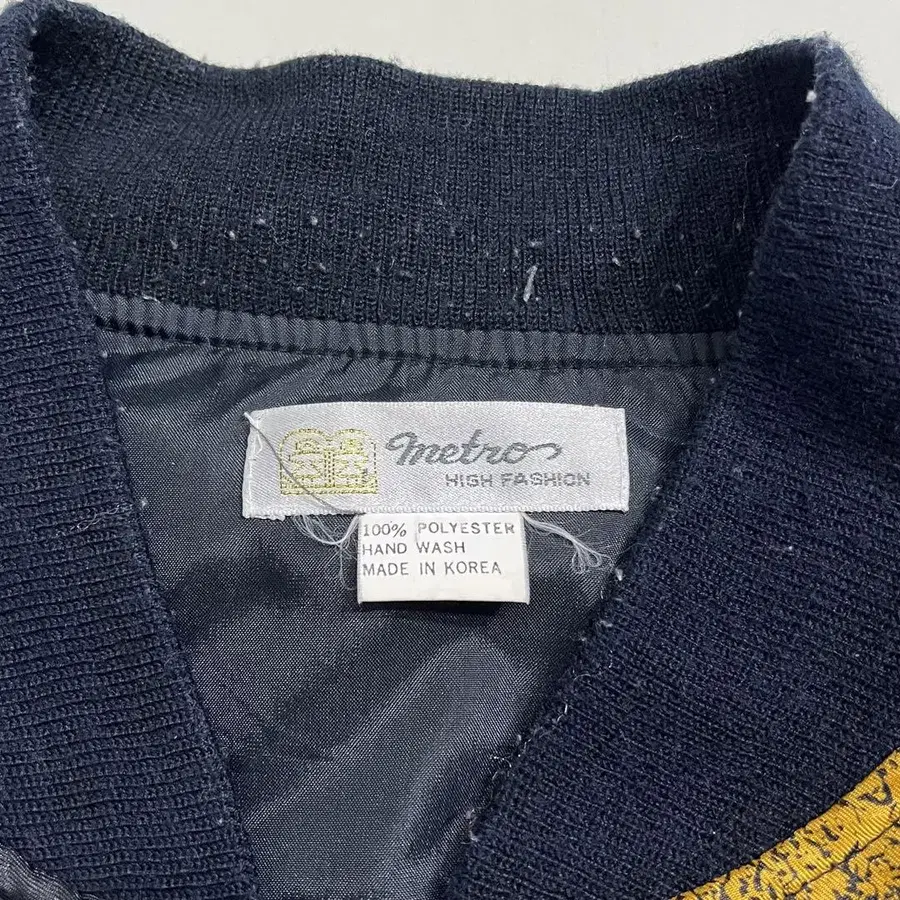 metro
HIGH FASHION
100% POLYESTER
HAND WASH
MADE IN KOREA